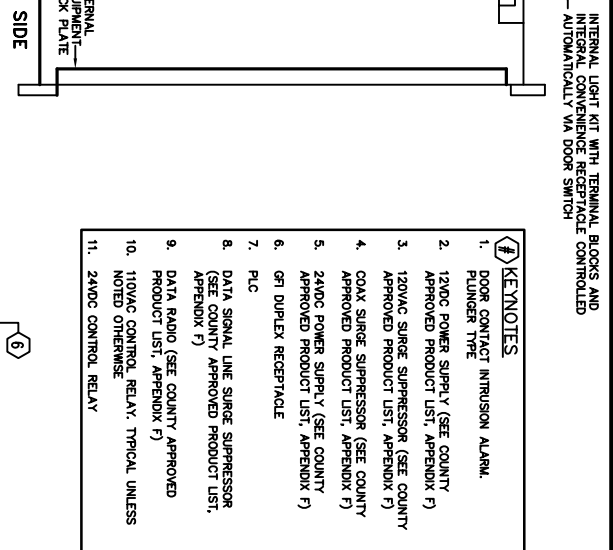 INTERNAL LIGHT KIT WITH TERMINAL BLOCKS AND
INTEGRAL CONVENIENCE RECEPTACLE CONTROLLED
AUTOMATICALLY VIA DOOR SWITCH
CK PLATE
SIDE
# KEYNOTES
1. DOOR CONTACT INTRUSION ALARM.
PLUNGER TYPE
2. 12VDC POWER SUPPLY (SEE COUNTY
APPROVED PRODUCT LIST, APPENDIX F)
3. 120VAC SURGE SUPPRESSOR (SEE COUNTY
APPROVED PRODUCT LIST, APPENDIX F)
4. COAX SURGE SUPPRESSOR (SEE COUNTY
APPROVED PRODUCT LIST, APPENDIX F)
5. 24VDC POWER SUPPLY (SEE COUNTY
APPROVED PRODUCT LIST, APPENDIX F)
6. GFI DUPLEX RECEPTACLE
7. PLC
8. DATA SIGNAL LINE SURGE SUPPRESSOR
(SEE COUNTY APPROVED PRODUCT LIST,
APPENDIX F)
9. DATA RADIO (SEE COUNTY APPROVED
PRODUCT LIST, APPENDIX F)
10. 110VAC CONTROL RELAY. TYPICAL UNLESS
NOTED OTHERWISE
11. 24VDC CONTROL RELAY
6